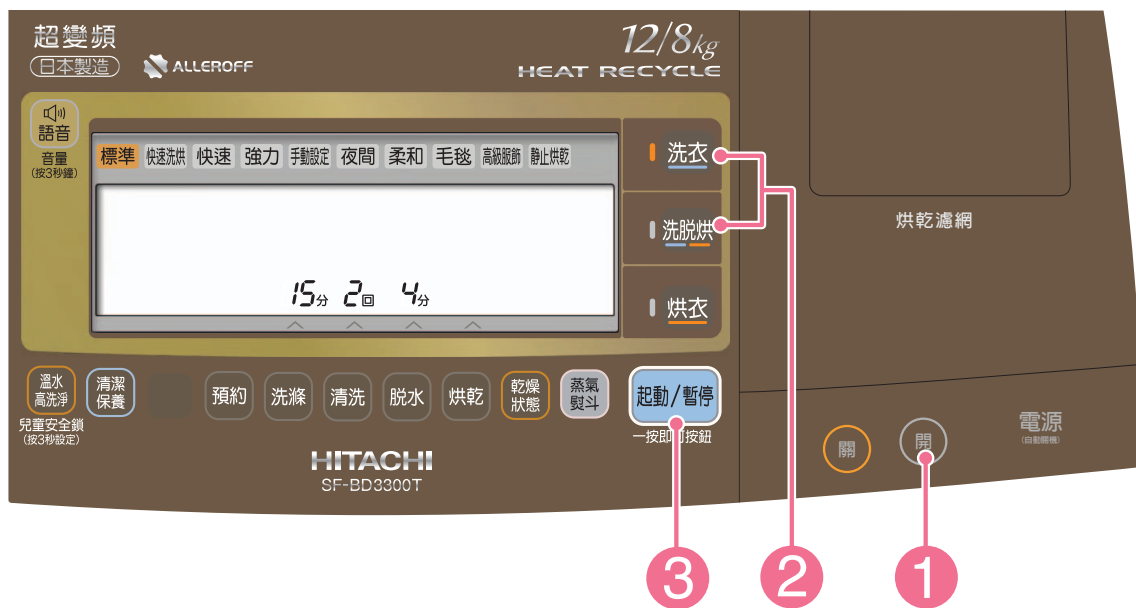 超變頻
日本製造
ALLEROFF
12/8kg
HEAT RECYCLE
語音
音量
(按3秒鐘)
標準 快速洗烘 快速 強力 手動設定 夜間 柔和 毛毯 高級服飾 靜止烘乾
15分 2回 4分
洗衣
洗脱烘
烘衣
烘乾濾網
溫水
高洗淨
兒童安全鎖
(按3秒設定)
清潔
保養
預約
洗滌
清洗
脱水
烘乾
乾燥
狀態
蒸氣
熨斗
起動/暫停
一按即可按鈕
HITACHI
SF-BD3300T
關
開
電源
(自動關機)
3
2
1